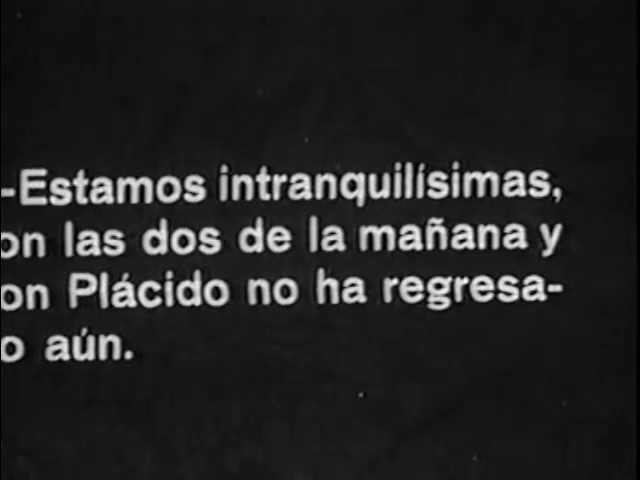 -Estamos intranquilísimas,
on las dos de la mañana y
on Plácido no ha regresa-
o aún.